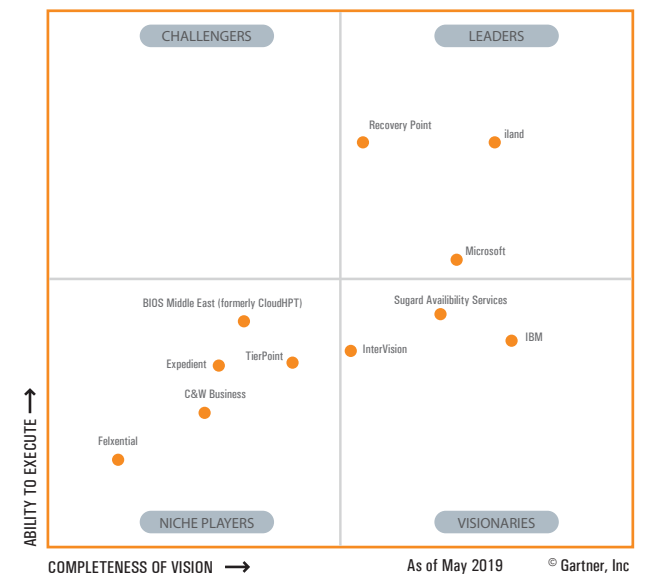 CHALLENGERS
LEADERS
Recovery Point
iland
Microsoft
BIOS Middle East (formerly CloudHPT)
Sugard Availibility Services
IBM
InterVision
TierPoint
Expedient
C&W Business
Felxential
ABILITY TO EXECUTE
NICHE PLAYERS
VISIONARIES
COMPLETENESS OF VISION
As of May 2019
© Gartner, Inc